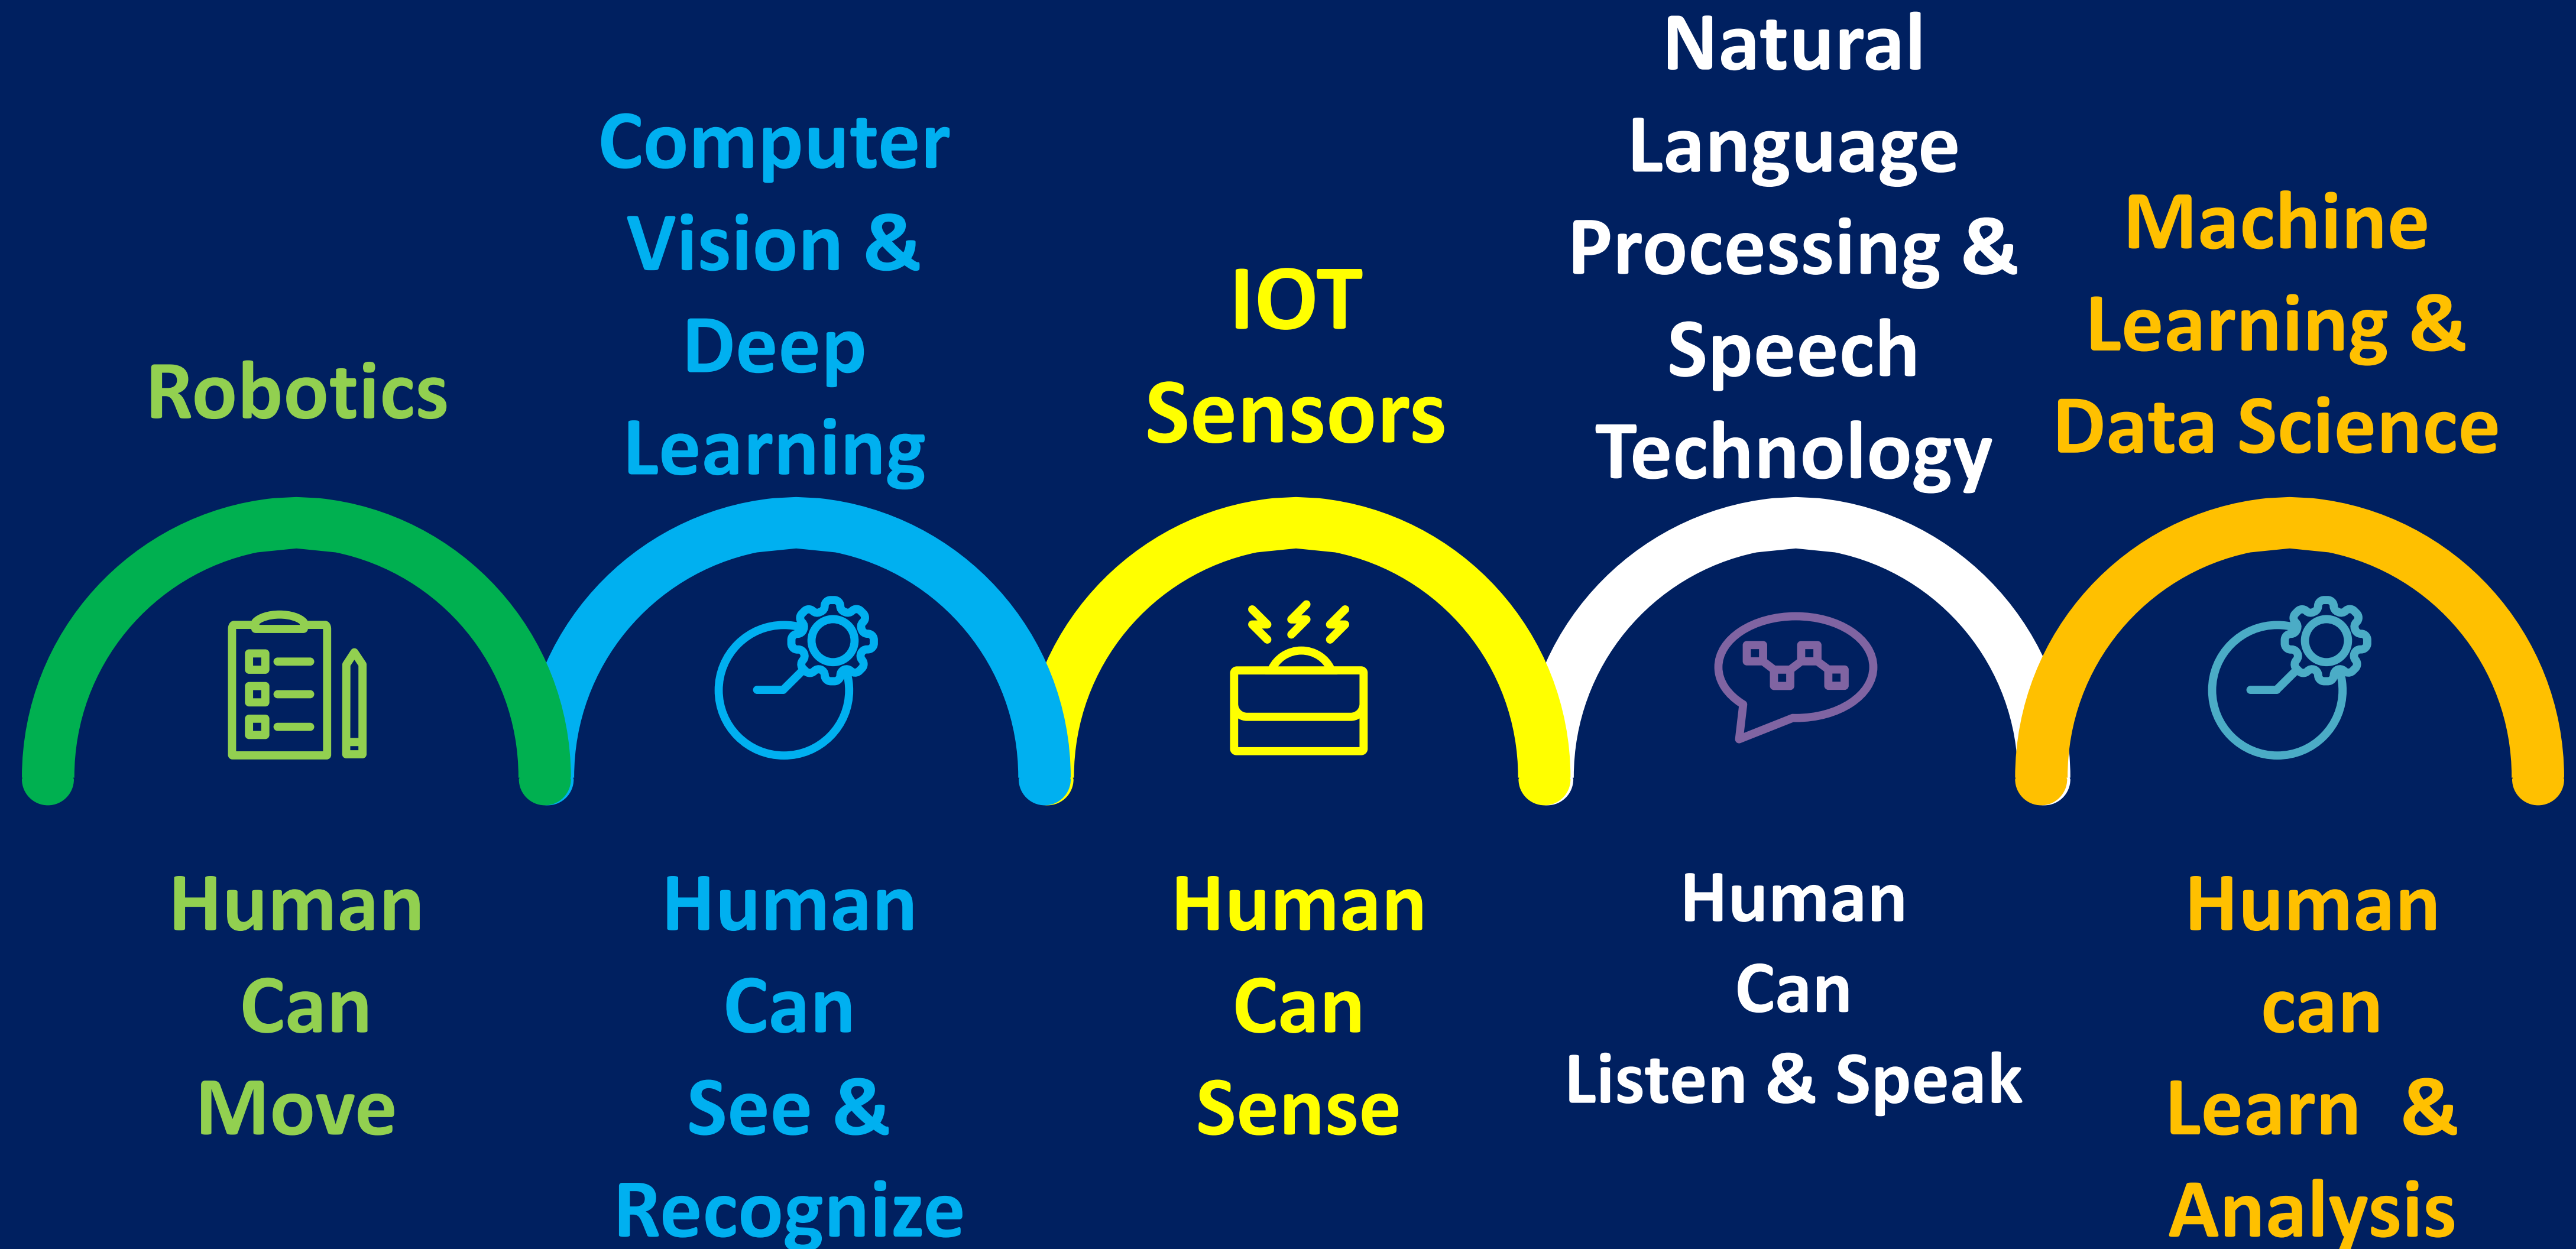 Robotics
Computer
Vision &
Deep
Learning
IOT
Sensors
Natural
Language
Processing &
Speech
Technology
Machine
Learning &
Data Science
Human
Can
Move
Human
Can
See &
Recognize
Human
Can
Sense
Human
Can
Listen & Speak
Human
can
Learn &
Analysis